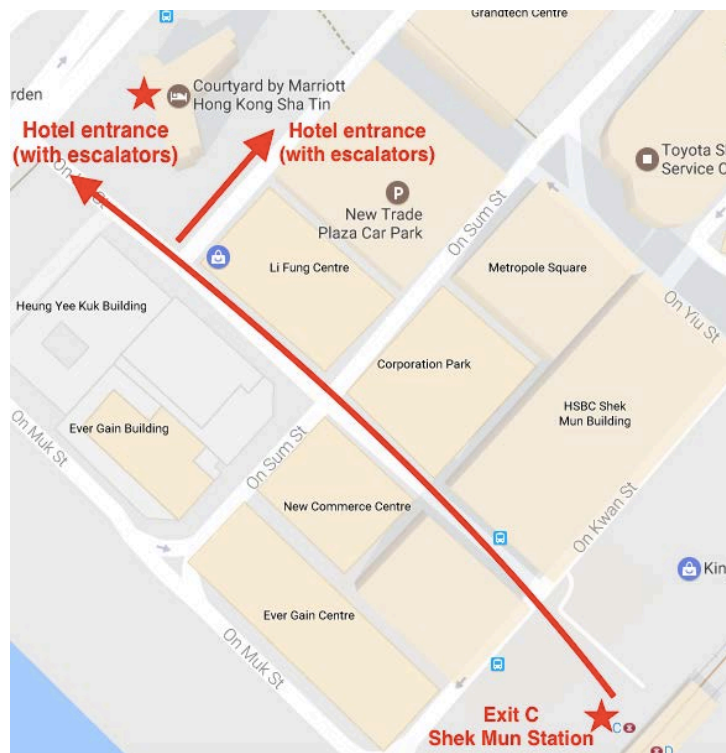 Grandtech Centre
rden
Courtyard by Marriott
Hong Kong Sha Tin
Hotel entrance
(with escalators)
Hotel entrance
(with escalators)
Toyota S
Service C
P
New Trade
Plaza Car Park
On Sum St
Li Fung Centre
Metropole Square
Heung Yee Kuk Building
On Yiu St
Corporation Park
HSBC Shek
Mun Building
Ever Gain Building
On Muk St
On Sum St
New Commerce Centre
On Kwan St
Kin
Ever Gain Centre
On Muk St
Exit C
Shek Mun Station
C
D